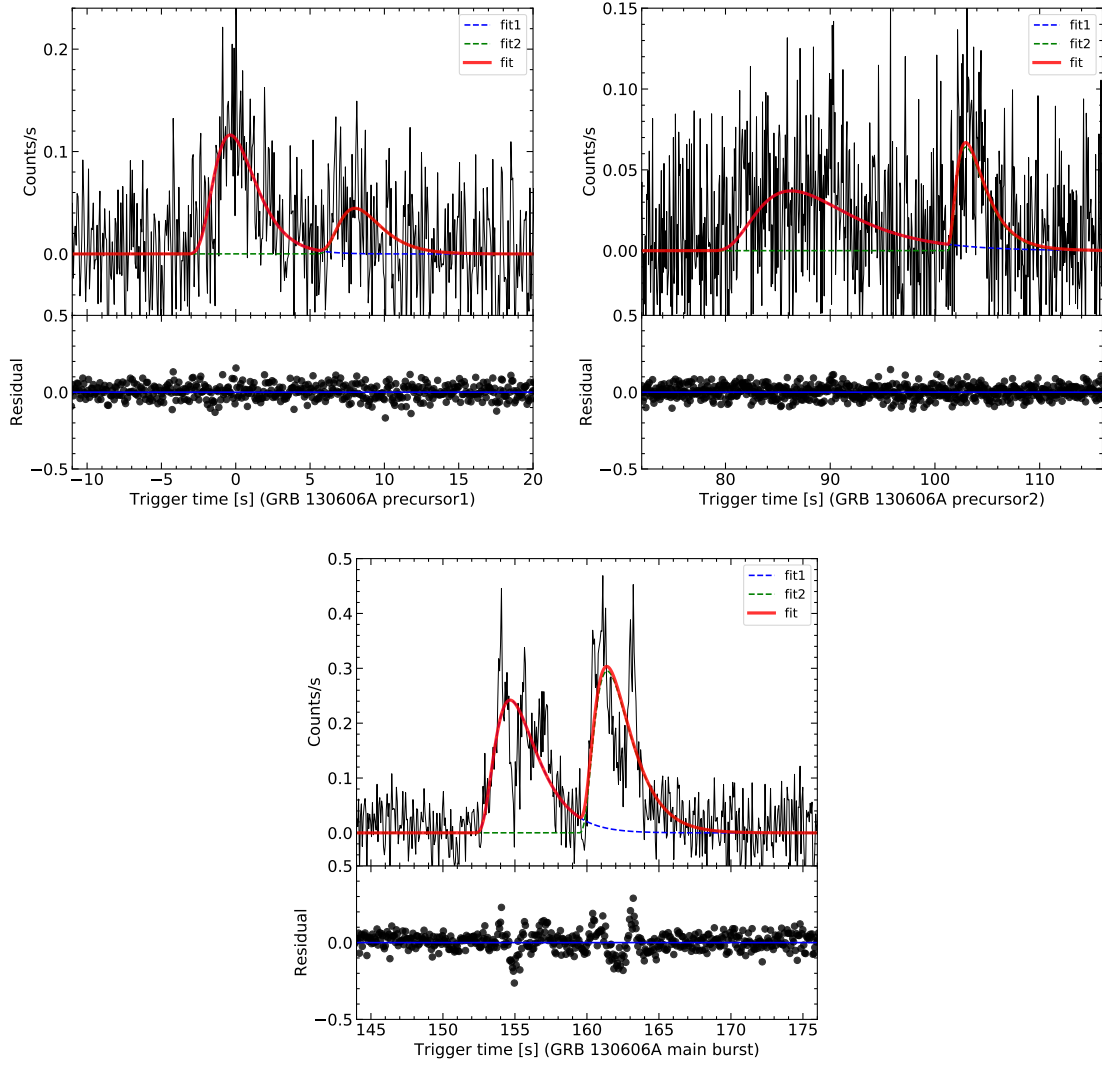 fit1
fit2
fit
0.2
0.1
0.0
Counts/s
0.5
0.0
−0.5
Residual
−10 −5 0 5 10 15 20
Trigger time [s] (GRB 130606A precursor1)
fit1
fit2
fit
0.15
0.10
0.05
0.00
Counts/s
0.5
0.0
−0.5
Residual
80 90 100 110
Trigger time [s] (GRB 130606A precursor2)
fit1
fit2
fit
0.5
0.4
0.3
0.2
0.1
0.0
Counts/s
0.5
0.0
−0.5
Residual
145 150 155 160 165 170 175
Trigger time [s] (GRB 130606A main burst)